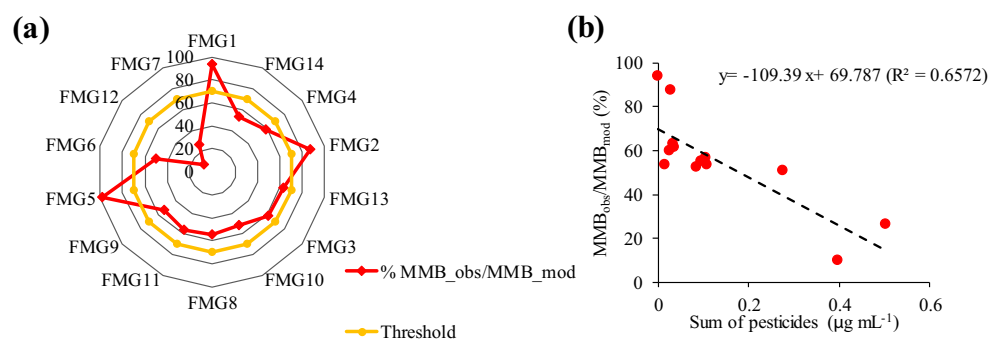 (a)
FMG1
FMG14
FMG4
FMG2
FMG13
FMG3
FMG10
FMG8
FMG11
FMG9
FMG5
FMG6
FMG12
FMG7
100
80
60
40
20
0
% MMB_obs/MMB_mod
Threshold
(b)
y= -109.39 x+ 69.787 (R² = 0.6572)
MMBobs/MMBmod (%)
100
80
60
40
20
0
0
0.2
0.4
0.6
Sum of pesticides (µg mL⁻¹)